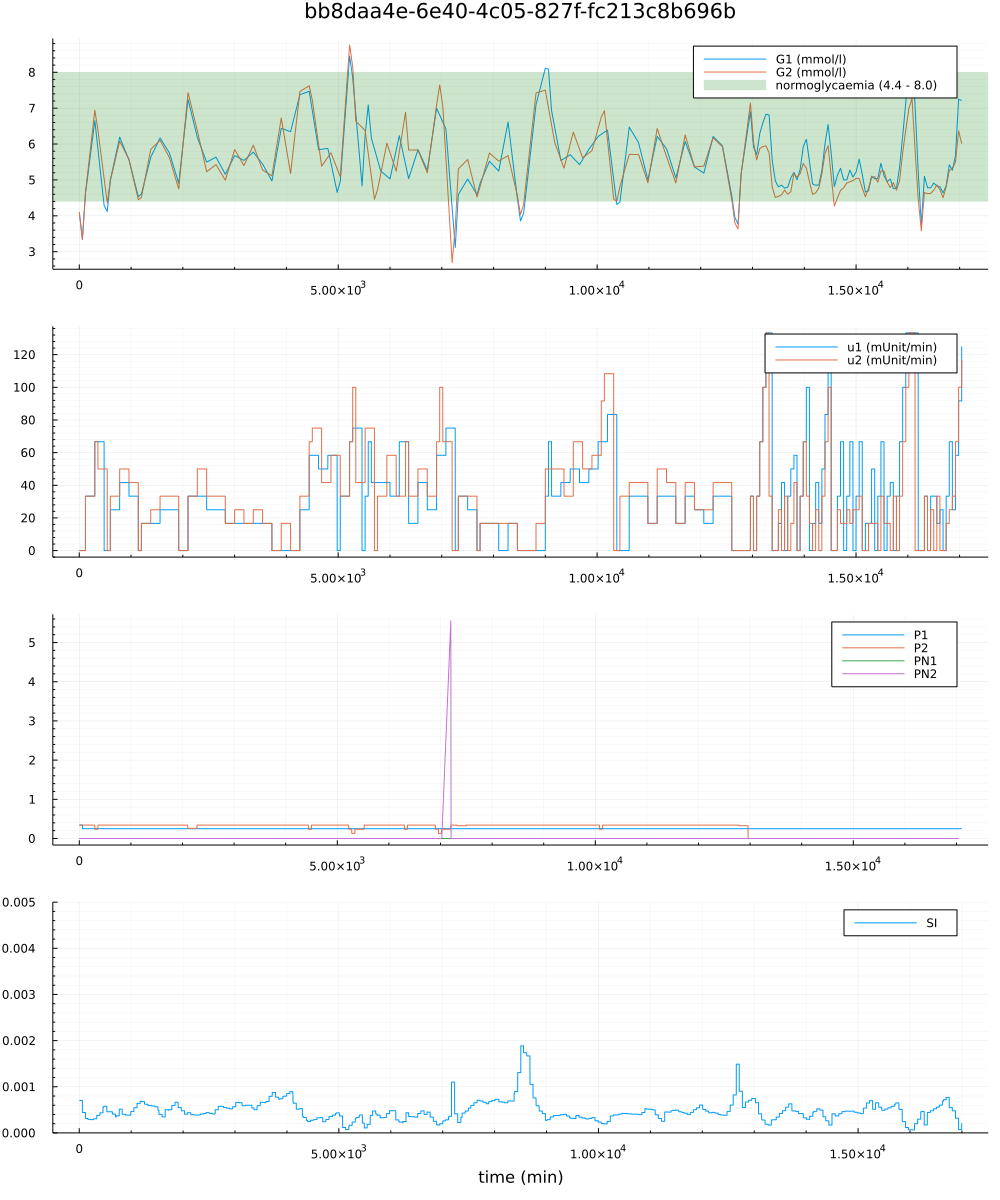 bb8daa4e-6e40-4c05-827f-fc213c8b696b
G1 (mmol/l)
G2 (mmol/l)
normoglycaemia (4.4 - 8.0)
8
7
6
5
4
3
0 5.00×10³ 1.00×10⁴ 1.50×10⁴
u1 (mUnit/min)
u2 (mUnit/min)
120
100
80
60
40
20
0
0 5.00×10³ 1.00×10⁴ 1.50×10⁴
P1
P2
PN1
PN2
5
4
3
2
1
0
0 5.00×10³ 1.00×10⁴ 1.50×10⁴
SI
0.005
0.004
0.003
0.002
0.001
0.000
0 5.00×10³ 1.00×10⁴ 1.50×10⁴
time (min)